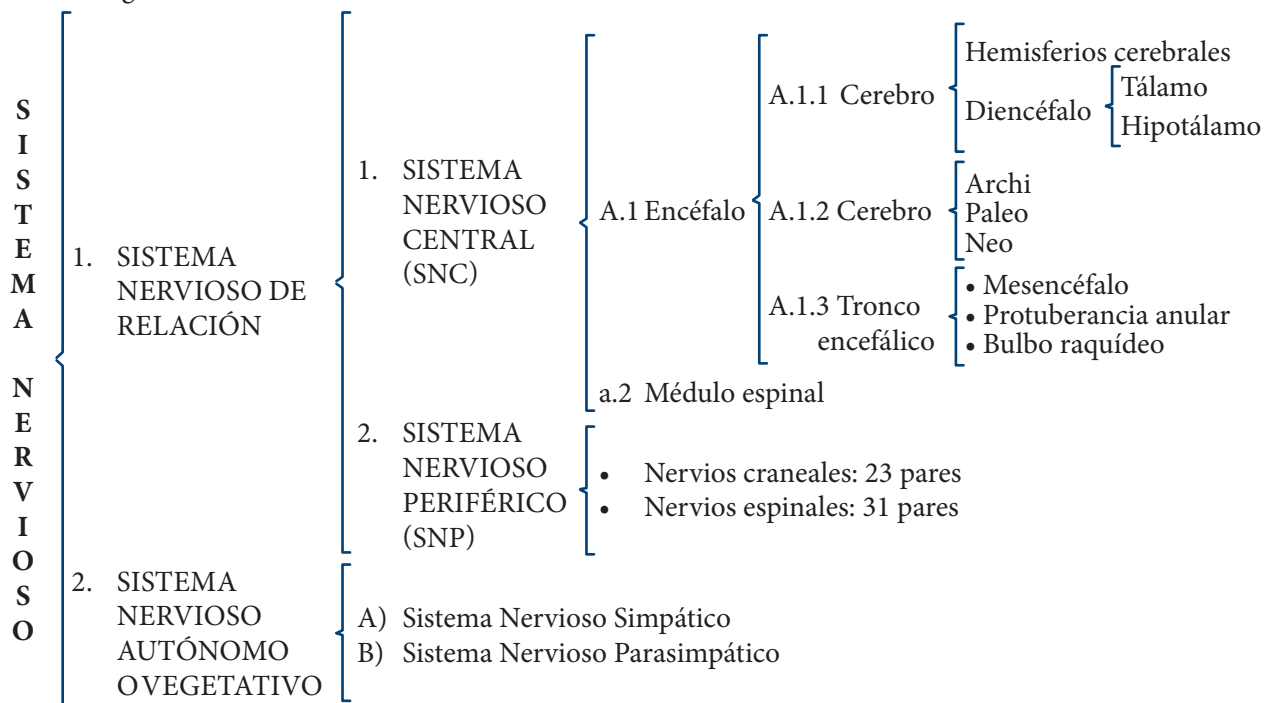 SISTEMA NERVIOSO
1. SISTEMA
NERVIOSO DE
RELACIÓN
1. SISTEMA
NERVIOSO
CENTRAL
(SNC)
A.1 Encéfalo
A.1.1 Cerebro
Hemisferios cerebrales
Diencéfalo
Tálamo
Hipotálamo
A.1.2 Cerebro
Archi
Paleo
Neo
A.1.3 Tronco
encefálico
• Mesencéfalo
• Protuberancia anular
• Bulbo raquídeo
a.2 Médulo espinal
2. SISTEMA
NERVIOSO
PERIFÉRICO
(SNP)
• Nervios craneales: 23 pares
• Nervios espinales: 31 pares
2. SISTEMA
NERVIOSO
AUTÓNOMO
O VEGETATIVO
A) Sistema Nervioso Simpático
B) Sistema Nervioso Parasimpático